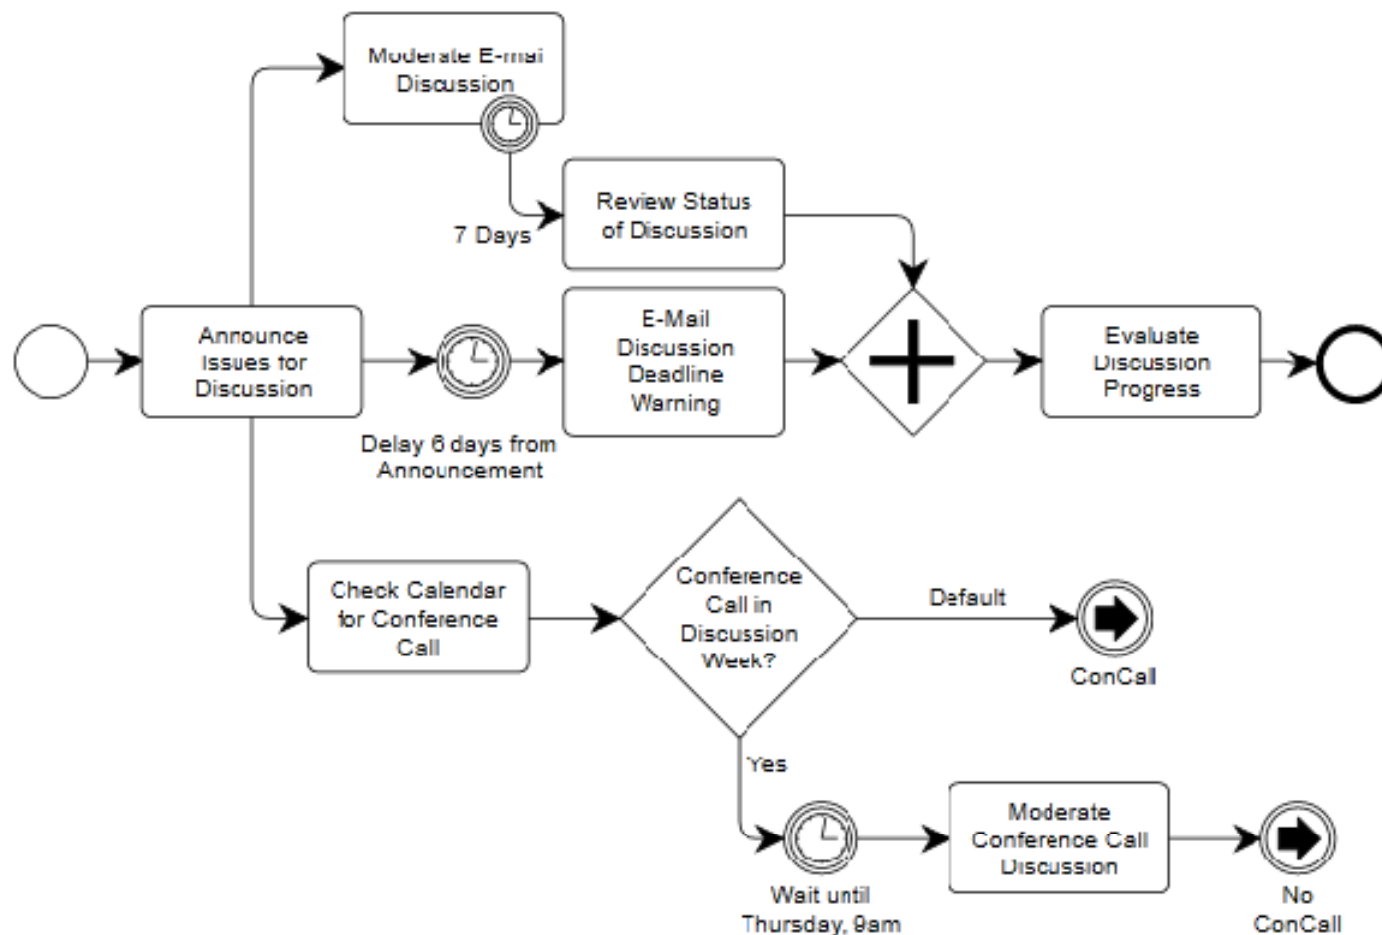 Moderate E-mail
Discussion
7 Days
Review Status
of Discussion
Announce
Issues for
Discussion
Delay 6 days from
Announcement
E-Mail
Discussion
Deadline
Warning
Evaluate
Discussion
Progress
Check Calendar
for Conference
Call
Conference
Call in
Discussion
Week?
Default
ConCall
Yes
Wait until
Thursday, 9am
Moderate
Conference Call
Discussion
No
ConCall